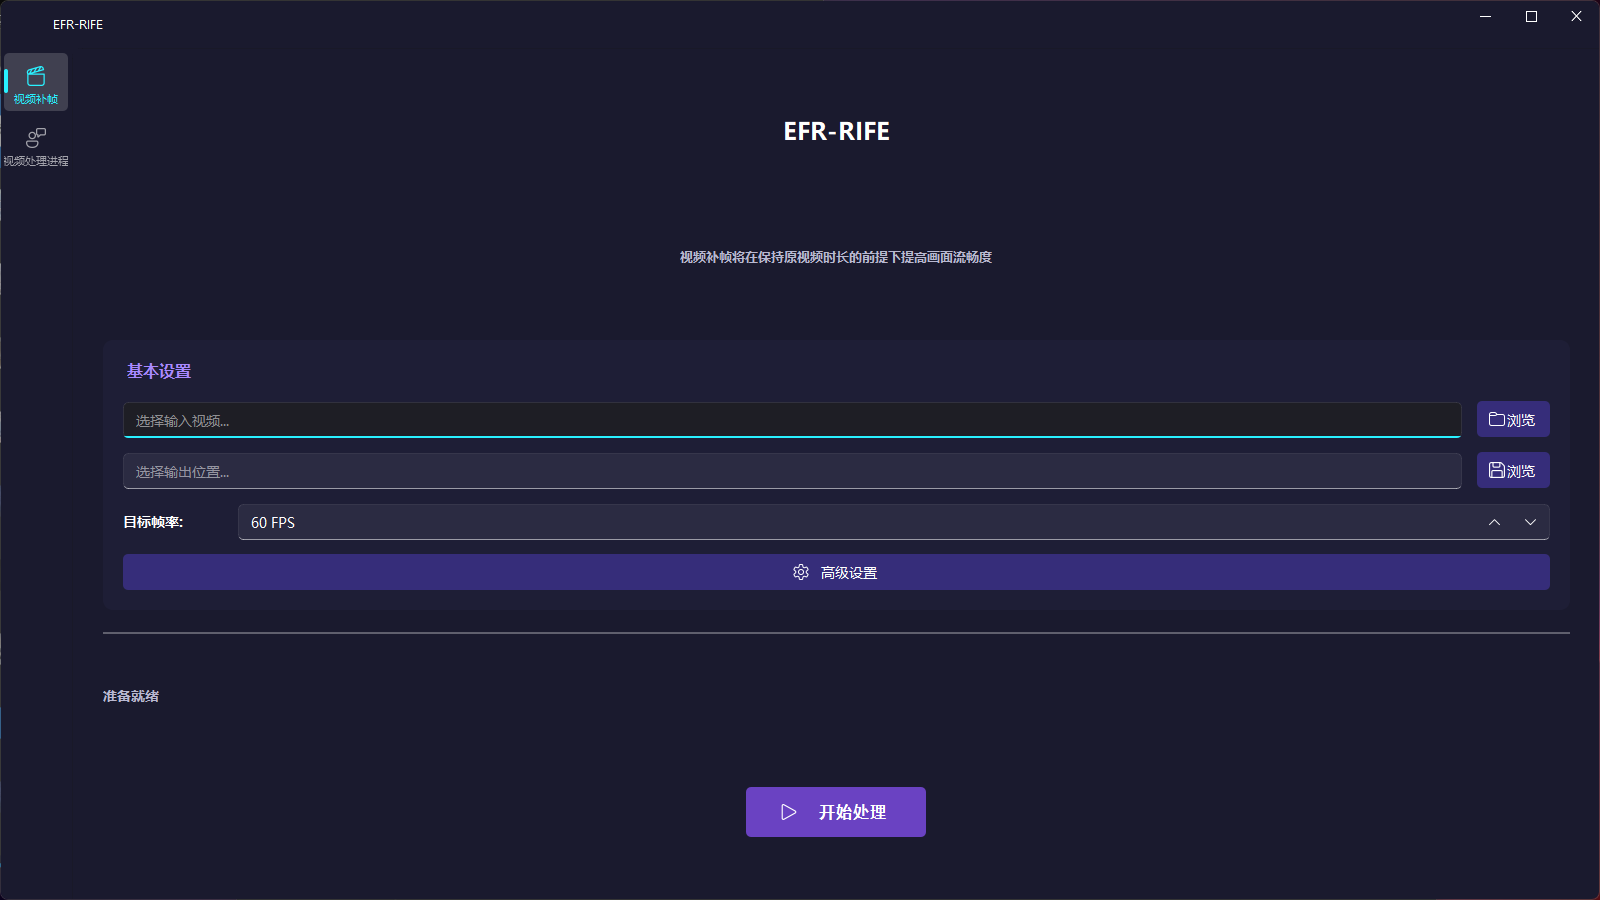 EFR-RIFE
视频补帧
视频处理进程
EFR-RIFE
视频补帧将在保持原视频时长的前提下提高画面流畅度
基本设置
选择输入视频...
浏览
选择输出位置...
浏览
目标帧率:
60 FPS
高级设置
准备就绪
开始处理